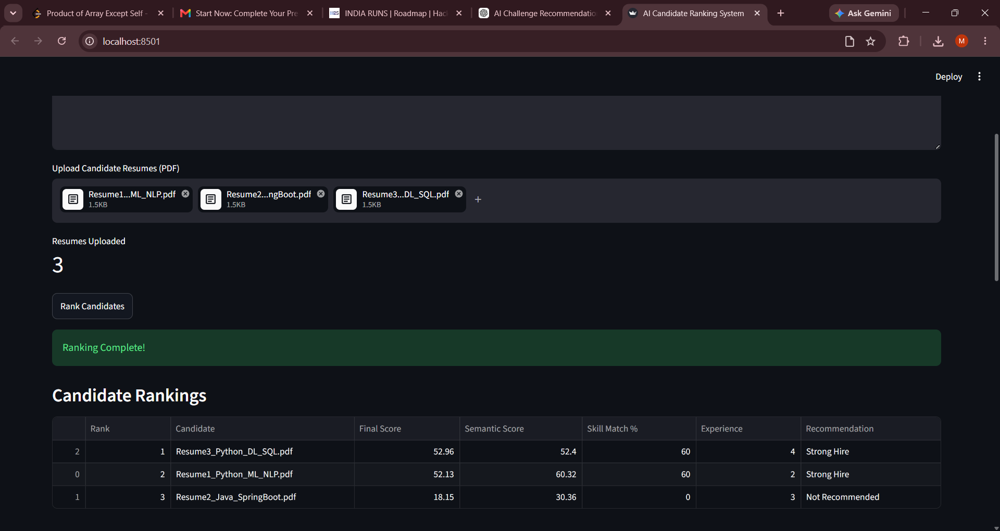 Product of Array Except Self -
Start Now: Complete Your Pre
INDIA RUNS | Roadmap | Hac
AI Challenge Recommendatio
AI Candidate Ranking System
Ask Gemini
localhost:8501
M
Deploy
Upload Candidate Resumes (PDF)
Resume1...ML_NLP.pdf
1.5KB
Resume2...ngBoot.pdf
1.5KB
Resume3...DL_SQL.pdf
1.5KB
Resumes Uploaded
3
Rank Candidates
Ranking Complete!
Candidate Rankings
Rank Candidate Final Score Semantic Score Skill Match % Experience Recommendation
2 1 Resume3_Python_DL_SQL.pdf 52.96 52.4 60 4 Strong Hire
0 2 Resume1_Python_ML_NLP.pdf 52.13 60.32 60 2 Strong Hire
1 3 Resume2_Java_SpringBoot.pdf 18.15 30.36 0 3 Not Recommended